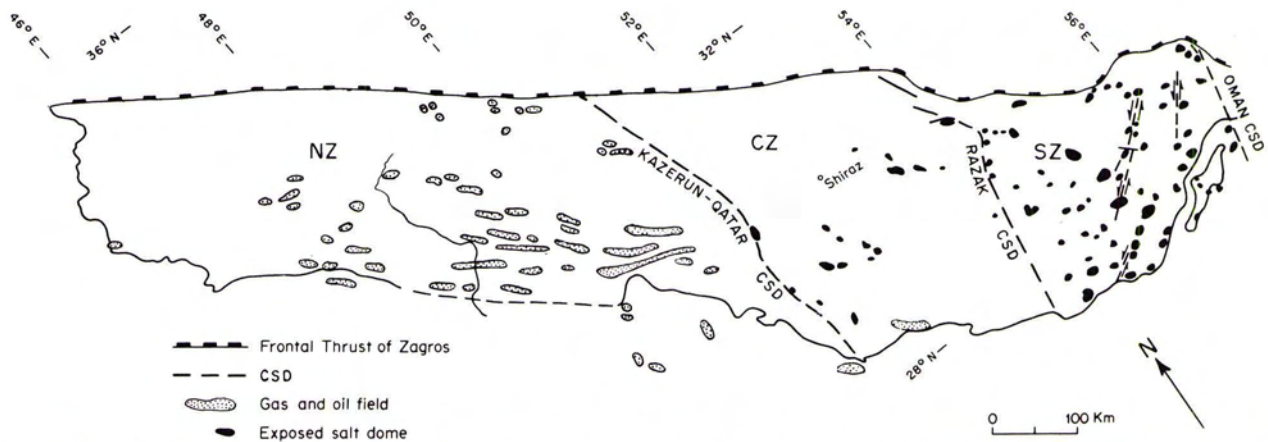 46°E
36°N
48°E
50°E
52°E
32°N
54°E
56°E
NZ
CZ
SZ
Shiraz
KAZERUN-QATAR
CSD
RAZAK
CSD
OMAN CSD
28°N
N
Frontal Thrust of Zagros
CSD
Gas and oil field
Exposed salt dome
0 100 Km